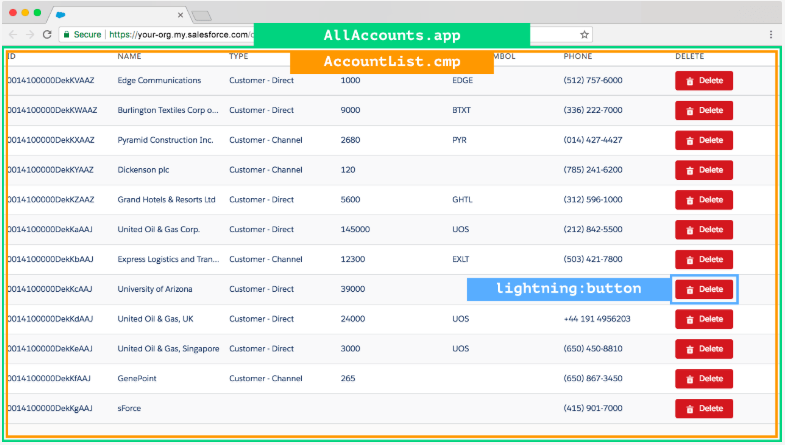 Secure https://your-org.my.salesforce.com/
AllAccounts.app
AccountList.cmp
ID NAME TYPE PHONE DELETE
0014100000DekKVAAZ Edge Communications Customer - Direct 1000 EDGE (512) 757-6000 Delete
0014100000DekKWAAZ Burlington Textiles Corp o... Customer - Direct 9000 BTXT (336) 222-7000 Delete
0014100000DekKXAAZ Pyramid Construction Inc. Customer - Channel 2680 PYR (014) 427-4427 Delete
0014100000DekKYAAZ Dickenson plc Customer - Channel 120 (785) 241-6200 Delete
0014100000DekKZAAZ Grand Hotels & Resorts Ltd Customer - Direct 5600 GHTL (312) 596-1000 Delete
0014100000DekKaAAJ United Oil & Gas Corp. Customer - Direct 145000 UOS (212) 842-5500 Delete
0014100000DekKbAAJ Express Logistics and Tran... Customer - Channel 12300 EXLT (503) 421-7800 Delete
0014100000DekKcAAJ University of Arizona Customer - Direct 39000 lightning:button Delete
0014100000DekKdAAJ United Oil & Gas, UK Customer - Direct 24000 UOS +44 191 4956203 Delete
0014100000DekKeAAJ United Oil & Gas, Singapore Customer - Direct 3000 UOS (650) 450-8810 Delete
0014100000DekKfAAJ GenePoint Customer - Channel 265 (650) 867-3450 Delete
0014100000DekKgAAJ sForce (415) 901-7000 Delete